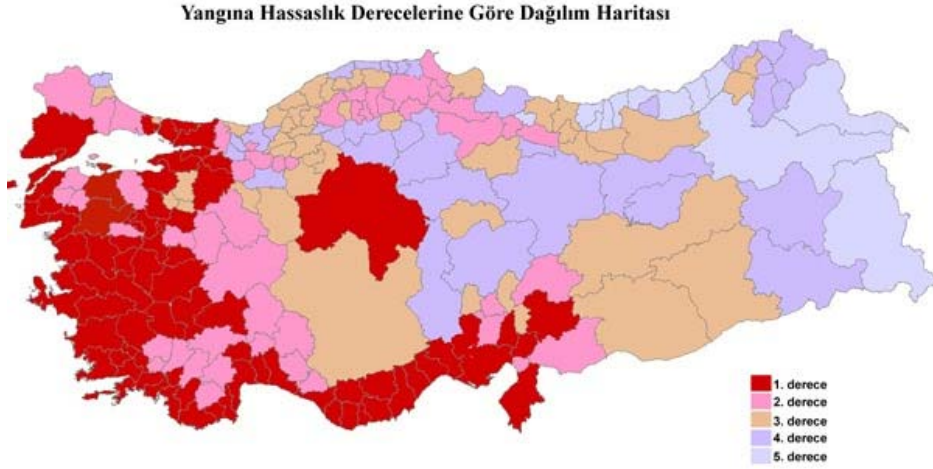 Yangına Hassaslık Derecelerine Göre Dağılım Haritası
1. derece
2. derece
3. derece
4. derece
5. derece